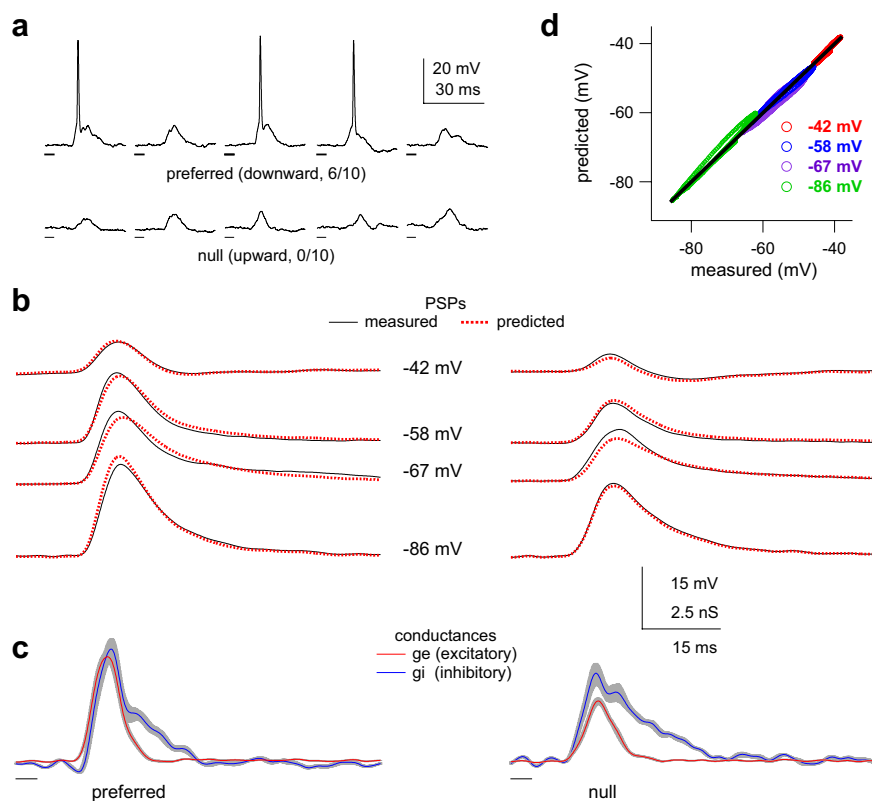 a
20 mV
30 ms
preferred (downward, 6/10)
null (upward, 0/10)
d
-40
-60
-80
predicted (mV)
-42 mV
-58 mV
-67 mV
-86 mV
-80
-60
-40
measured (mV)
b
PSPs
measured
predicted
-42 mV
-58 mV
-67 mV
-86 mV
15 mV
2.5 nS
15 ms
c
conductances
ge (excitatory)
gi (inhibitory)
preferred
null